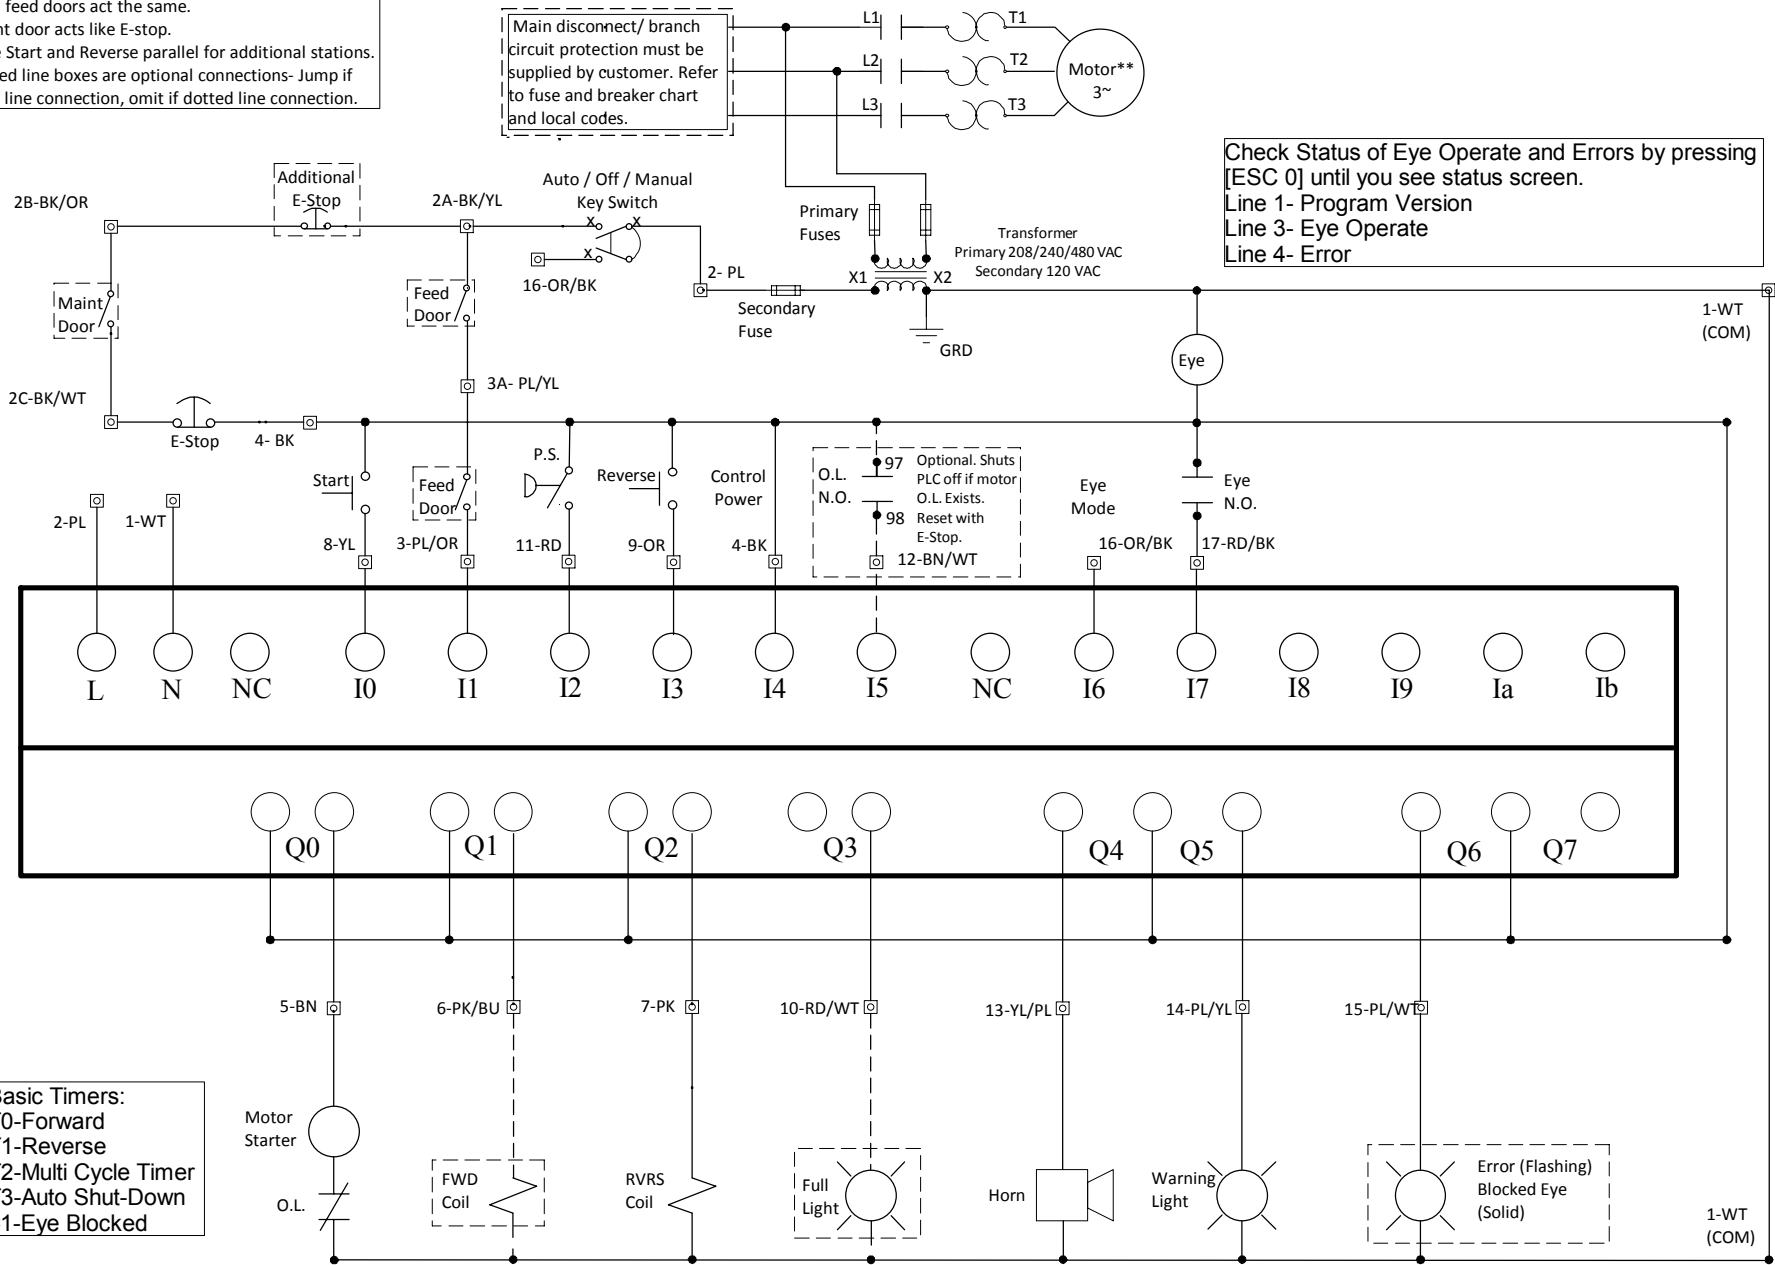 feed doors act the same.
door acts like E-stop.
Start and Reverse parallel for additional stations.
line boxes are optional connections- Jump if
line connection, omit if dotted line connection.
Main disconnect/ branch
circuit protection must be
supplied by customer. Refer
to fuse and breaker chart
and local codes.
L1
T1
L2
T2
L3
T3
Motor**
3~
Check Status of Eye Operate and Errors by pressing
[ESC 0] until you see status screen.
Line 1- Program Version
Line 3- Eye Operate
Line 4- Error
2B-BK/OR
Additional
E-Stop
2A-BK/YL
Auto / Off / Manual
Key Switch
x
x
x
16-OR/BK
Primary
Fuses
Transformer
Primary 208/240/480 VAC
Secondary 120 VAC
X1
X2
2- PL
Secondary
Fuse
GRD
Eye
1-WT
(COM)
Maint
Door
Feed
Door
3A- PL/YL
2C-BK/WT
E-Stop
4- BK
2-PL
1-WT
Start
8-YL
Feed
Door
3-PL/OR
P.S.
11-RD
Reverse
9-OR
Control
Power
4-BK
O.L.
N.O.
97
98
Optional. Shuts
PLC off if motor
O.L. Exists.
Reset with
E-Stop.
12-BN/WT
Eye
Mode
16-OR/BK
Eye
N.O.
17-RD/BK
L
N
NC
I0
I1
I2
I3
I4
I5
NC
I6
I7
I8
I9
Ia
Ib
Q0
Q1
Q2
Q3
Q4
Q5
Q6
Q7
5-BN
6-PK/BU
7-PK
10-RD/WT
13-YL/PL
14-PL/YL
15-PL/WT
Basic Timers:
0-Forward
1-Reverse
2-Multi Cycle Timer
3-Auto Shut-Down
1-Eye Blocked
Motor
Starter
O.L.
FWD
Coil
RVRS
Coil
Full
Light
Horn
Warning
Light
Error (Flashing)
Blocked Eye
(Solid)
1-WT
(COM)